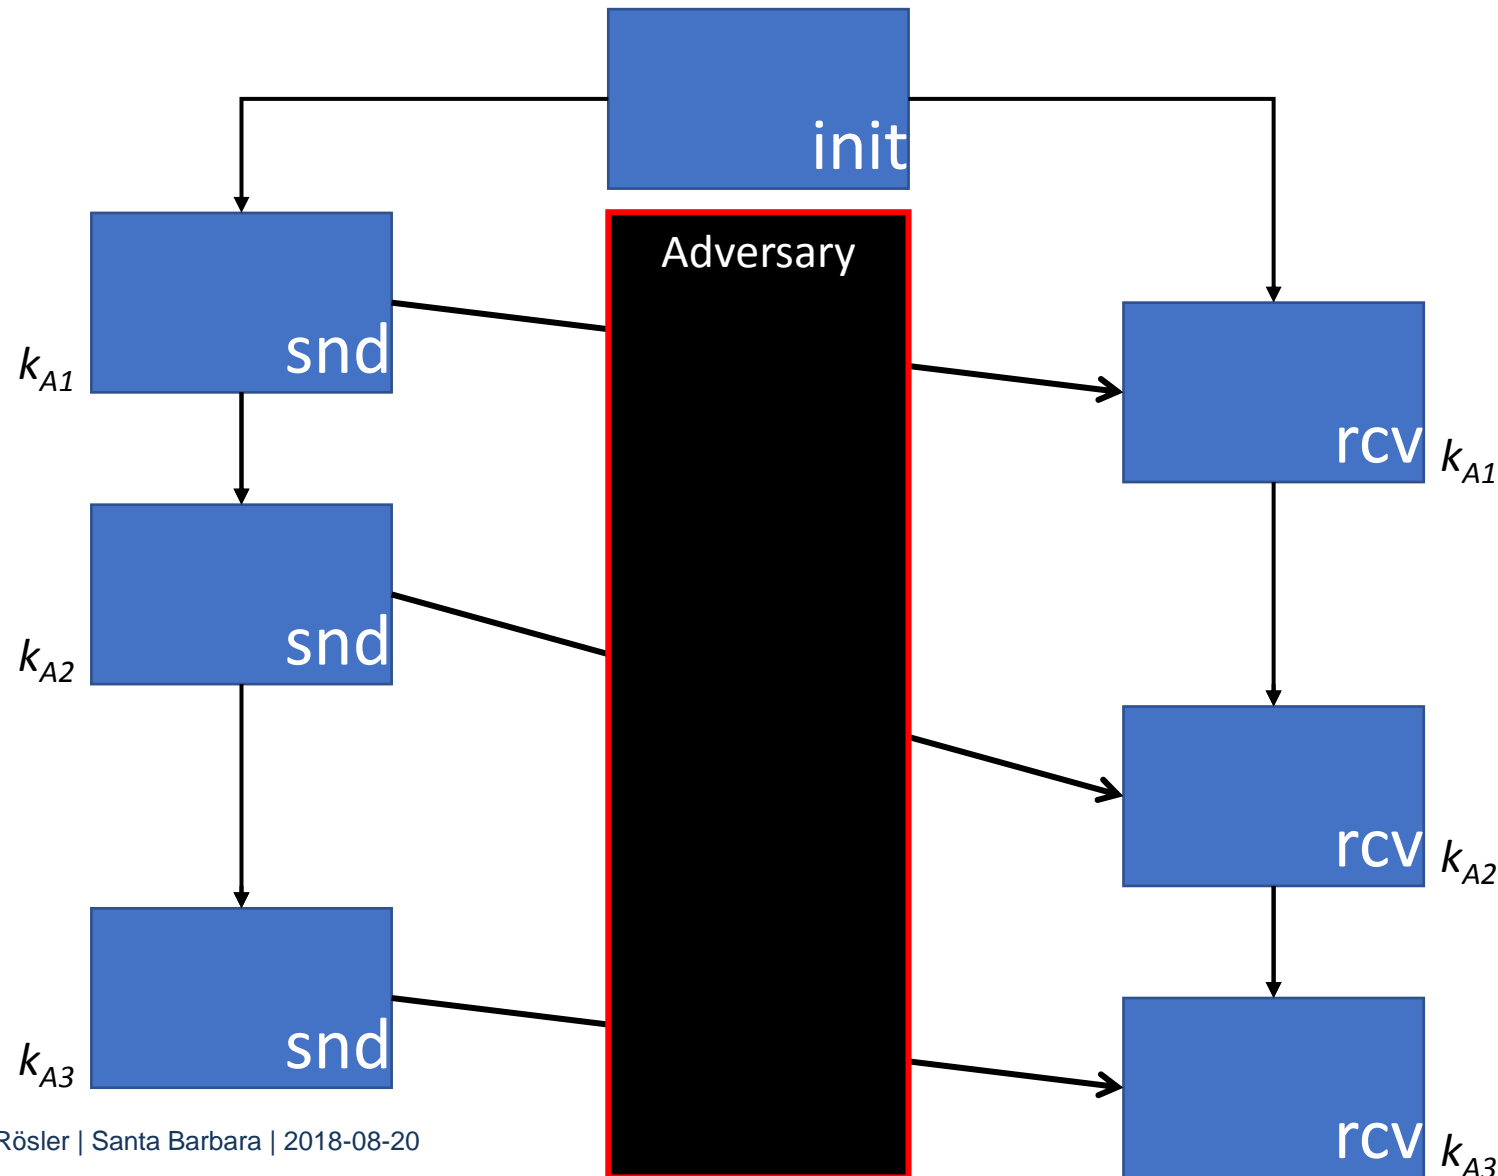 init
Adversary
snd
k_A1
rcv
k_A1
snd
k_A2
rcv
k_A2
snd
k_A3
rcv
k_A3
Rösler | Santa Barbara | 2018-08-20